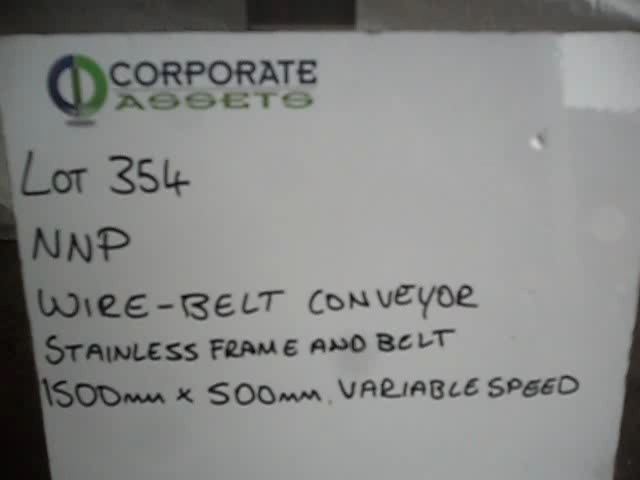 CORPORATE
ASSETS
LOT 354
NNP
WIRE-BELT CONVEYOR
STAINLESS FRAME AND BELT
1500mm x 500mm. VARIABLE SPEED